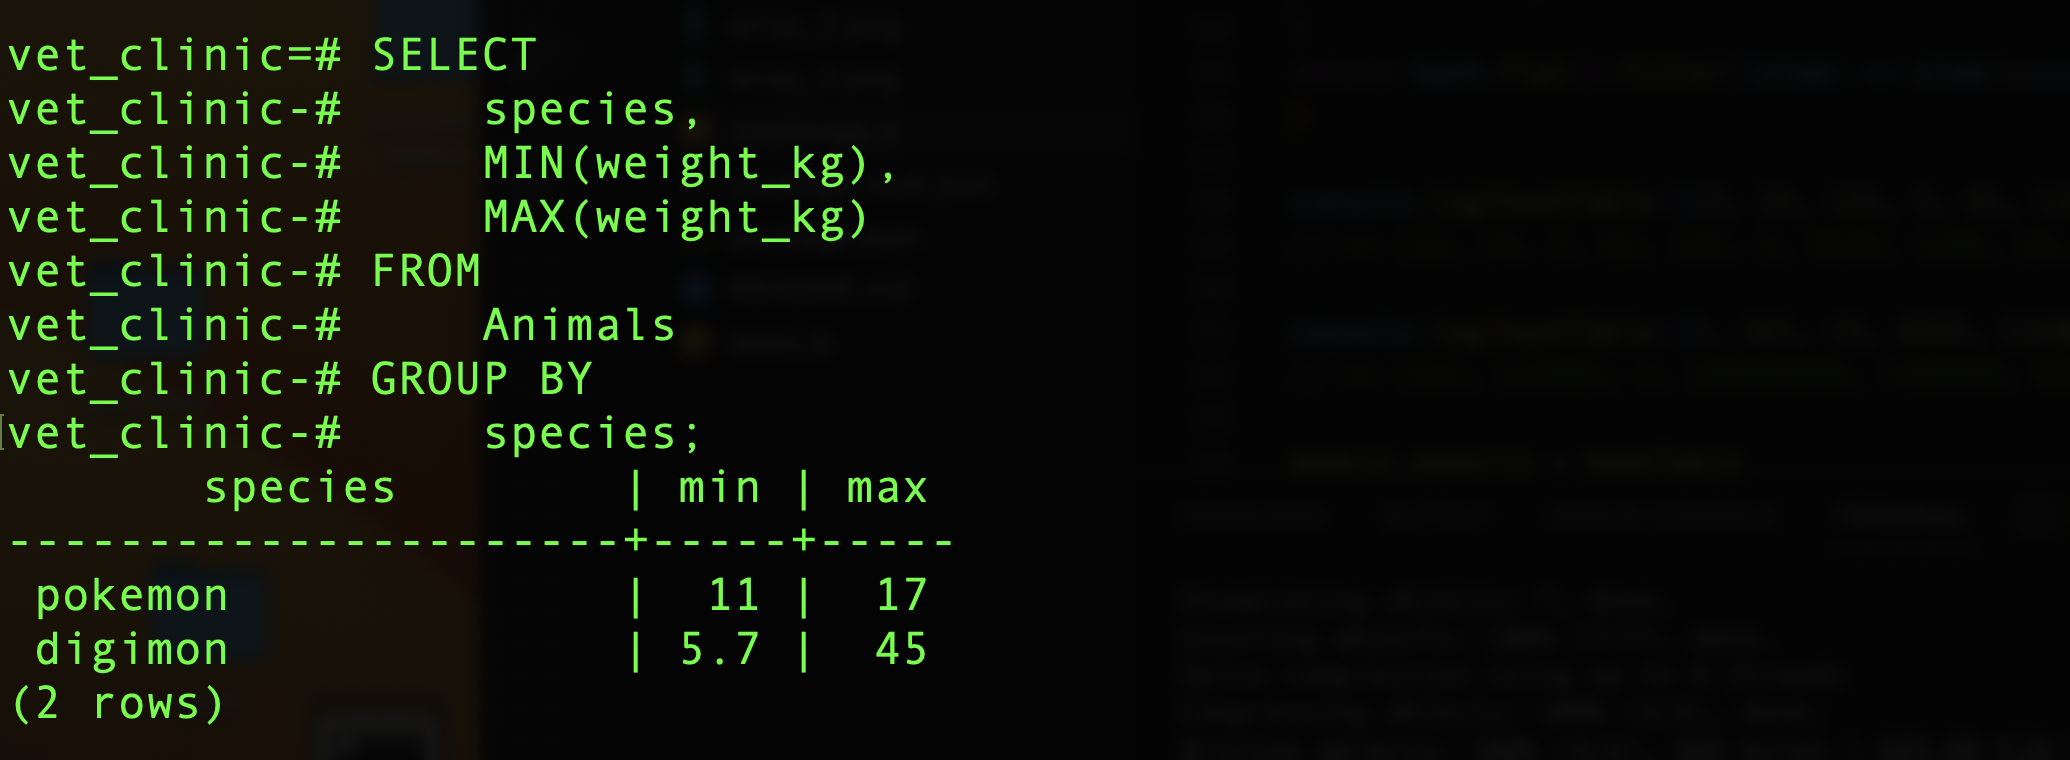 vet_clinic=# SELECT
vet_clinic-#     species,
vet_clinic-#     MIN(weight_kg),
vet_clinic-#     MAX(weight_kg)
vet_clinic-# FROM
vet_clinic-#     Animals
vet_clinic-# GROUP BY
vet_clinic-#     species;
       species        | min | max
----------------------+-----+-----
 pokemon              |  11 |  17
 digimon              | 5.7 |  45
(2 rows)